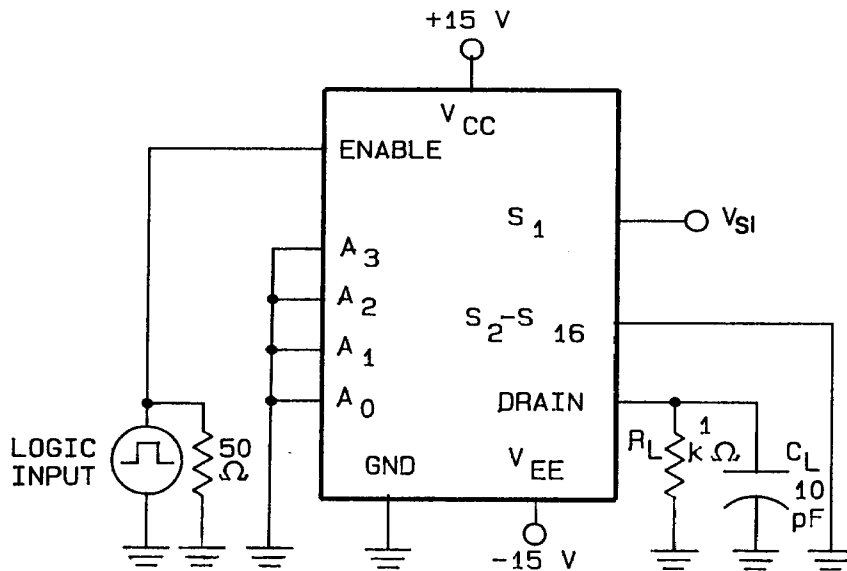 +15 V
V CC
ENABLE
S 1
V SI
A 3
A 2
S 2 -S 16
A 1
A 0
DRAIN
LOGIC INPUT
50 Ω
GND
V EE
R L
1 k Ω
C L
10 pF
-15 V